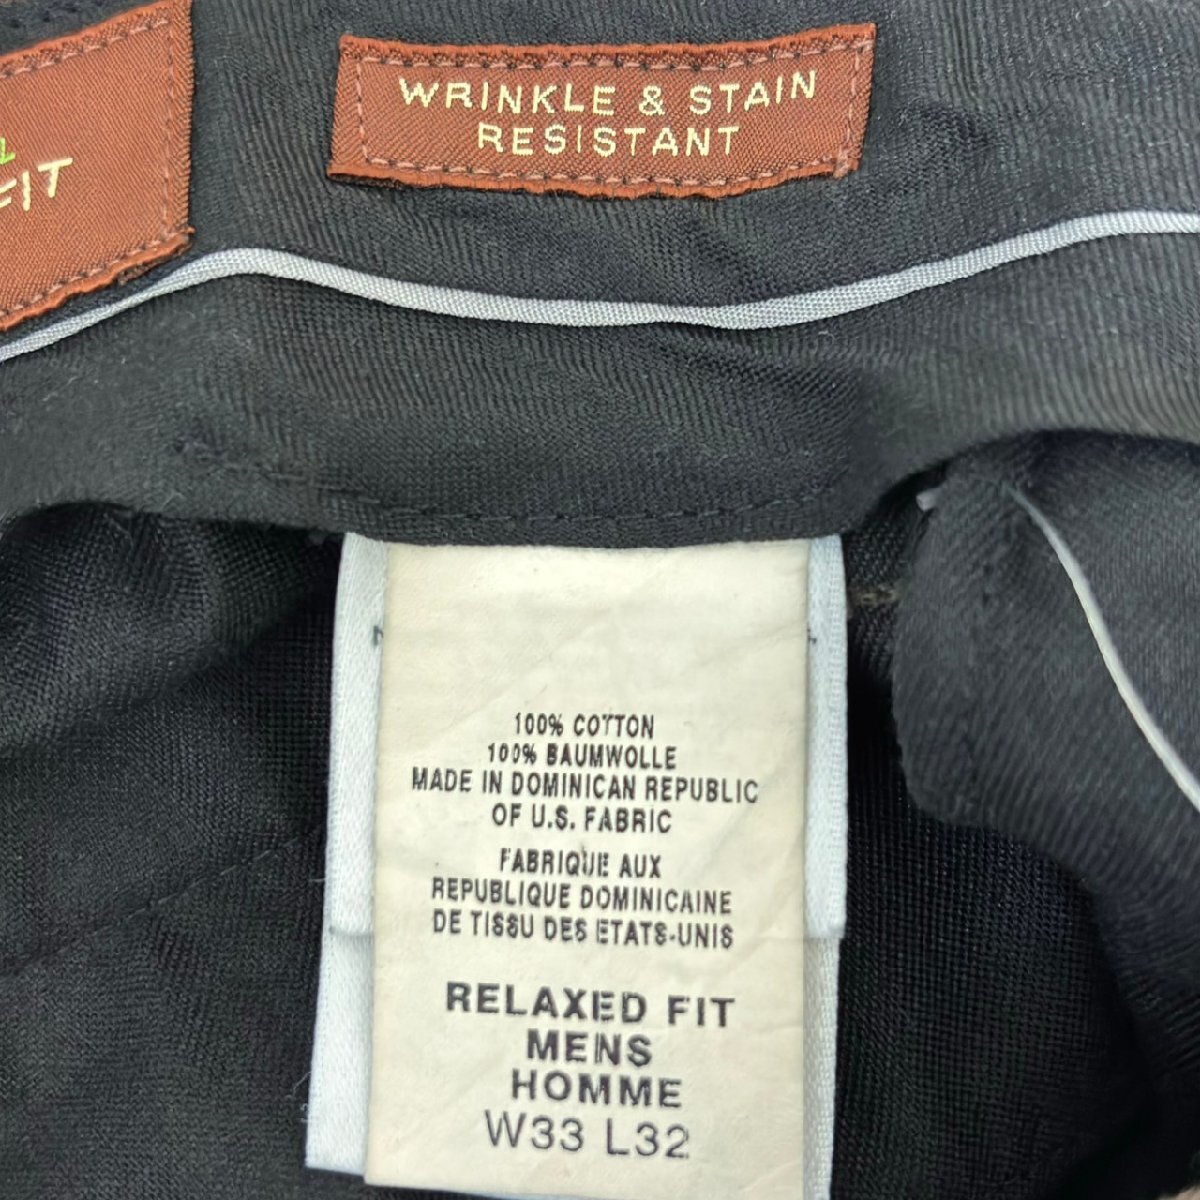 FIT
WRINKLE & STAIN
RESISTANT
100% COTTON
100% BAUMWOLLE
MADE IN DOMINICAN REPUBLIC
OF U.S. FABRIC
FABRIQUE AUX
REPUBLIQUE DOMINICAINE
DE TISSU DES ETATS-UNIS
RELAXED FIT
MENS
HOMME
W33 L32